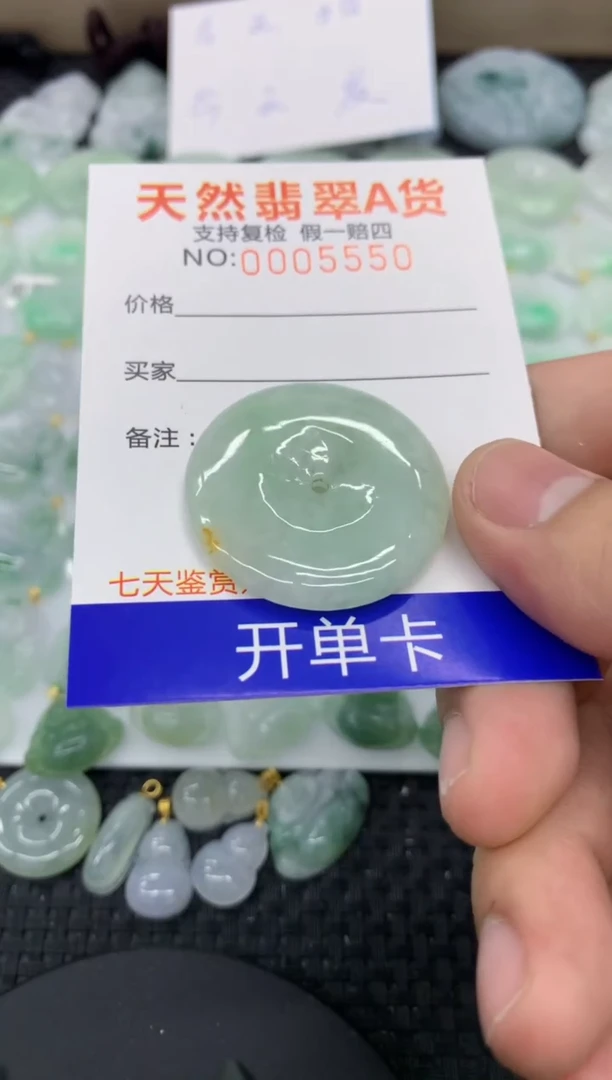 天然翡翠A货
支持复检 假一赔四
NO:0005550
价格
买家
备注：
七天鉴赏
开单卡